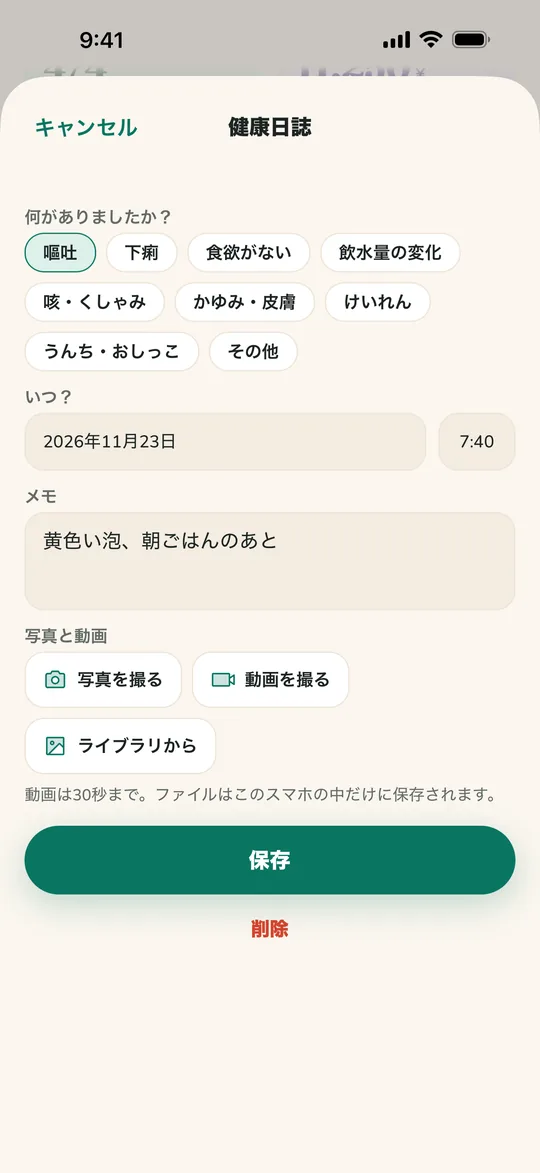 9:41
キャンセル
健康日誌
何がありましたか？
嘔吐
下痢
食欲がない
飲水量の変化
咳・くしゃみ
かゆみ・皮膚
けいれん
うんち・おしっこ
その他
いつ？
2026年11月23日
7:40
メモ
黄色い泡、朝ごはんのあと
写真と動画
写真を撮る
動画を撮る
ライブラリから
動画は30秒まで。ファイルはこのスマホの中だけに保存されます。
保存
削除